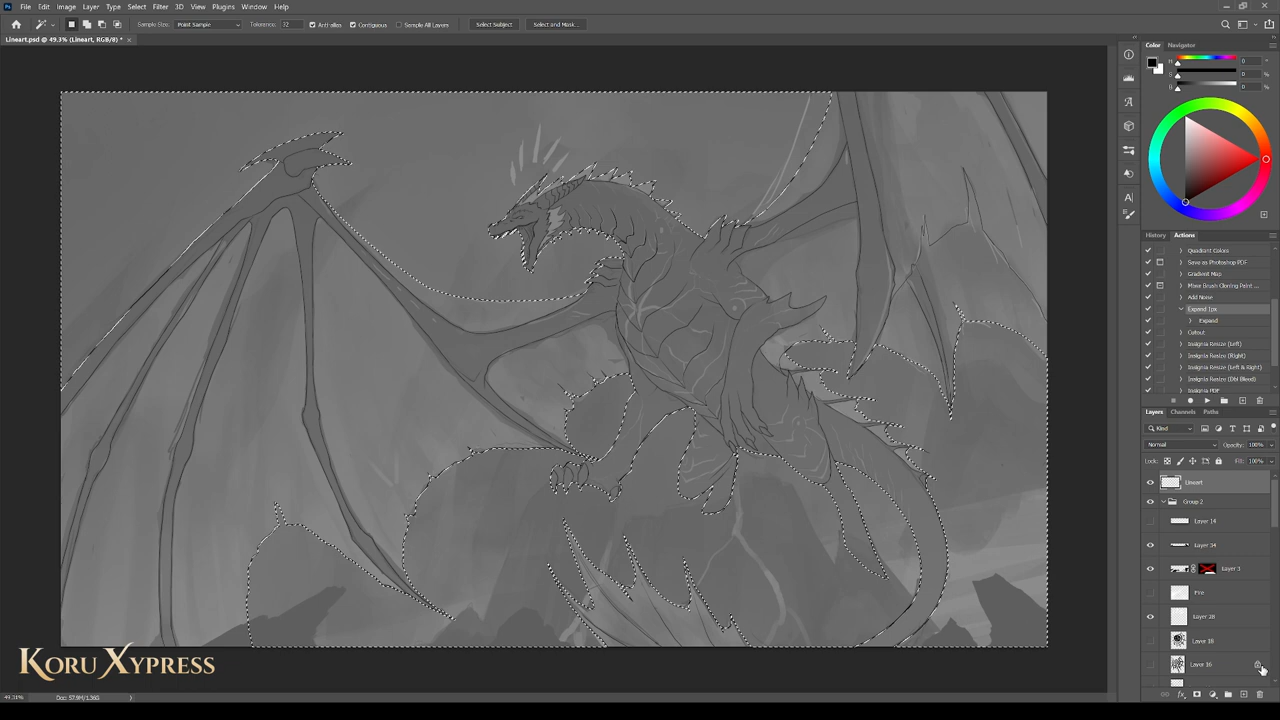 File Edit Image Layer Type Select Filter 3D View Plugins Window Help
Sample Size: Point Sample Tolerance: 32 Anti-alias Contiguous Sample All Layers Select Subject Select and Mask...
Lineart.psd @ 49.3% (Lineart, RGB/8) *
Color Navigator
H 0 °
S 0 %
B 0 %
History Actions
Quadrant Colors
Save as Photoshop PDF
Gradient Map
Mixer Brush Cloning Paint ...
Add Noise
Expand 1px
Expand
Cutout
Insignia Resize (Left)
Insignia Resize (Right)
Insignia Resize (Left & Right)
Insignia Resize (Dbl Bleed)
Insignia PDF
Layers Channels Paths
Kind
Normal Opacity: 100%
Lock: Fill: 100%
Lineart
Group 2
Layer 14
Layer 34
Layer 1
Fire
Layer 28
Layer 18
Layer 16
KORU XYPRESS